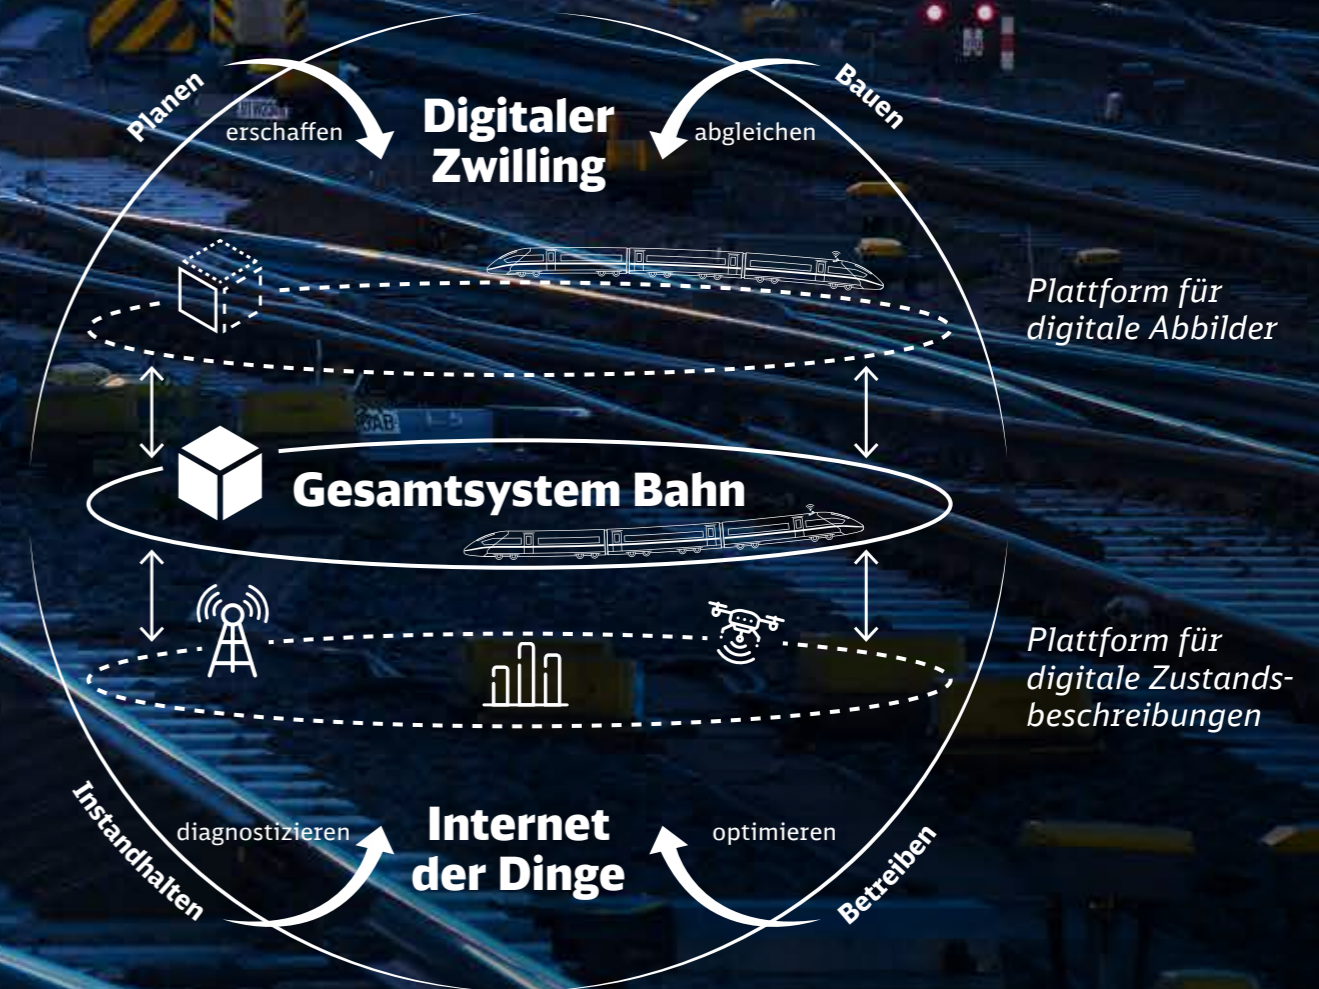 Planen
erschaffen
Digitaler
Zwilling
abgleichen
Bauen
Plattform für
digitale Abbilder
Gesamtsystem Bahn
Plattform für
digitale Zustands-
beschreibungen
Instandhalten
diagnostizieren
Internet
der Dinge
optimieren
Betreiben